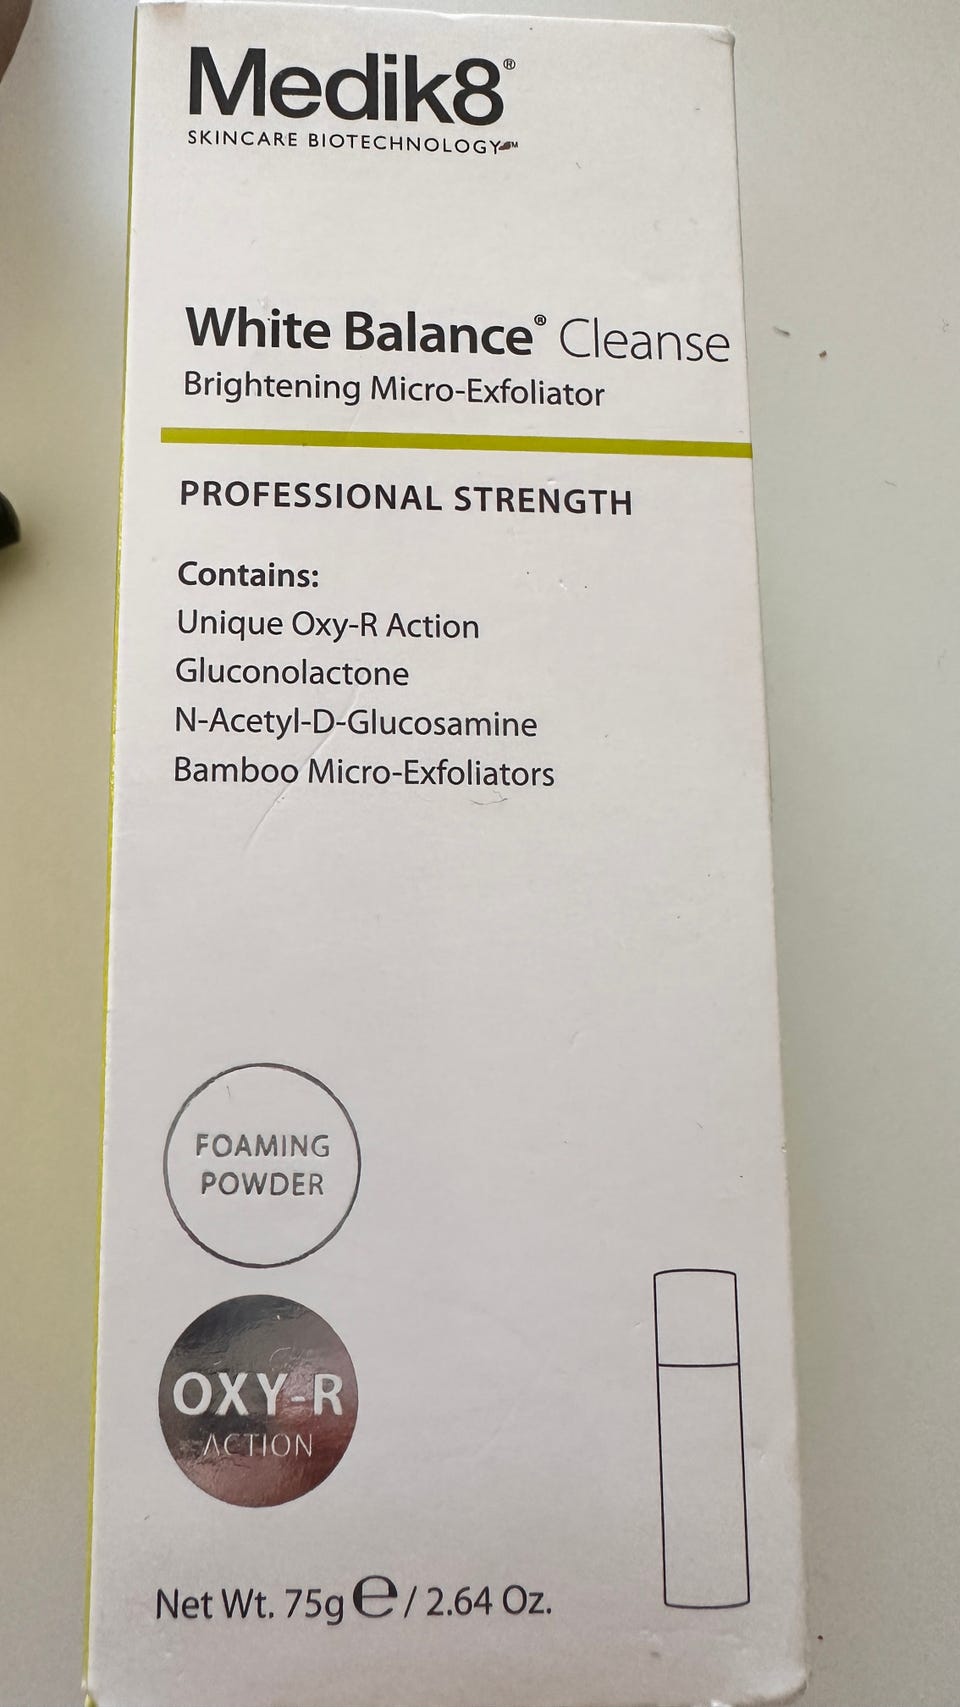 Medik8®
SKINCARE BIOTECHNOLOGY™
White Balance® Cleanse
Brightening Micro-Exfoliator
PROFESSIONAL STRENGTH
Contains:
Unique Oxy-R Action
Gluconolactone
N-Acetyl-D-Glucosamine
Bamboo Micro-Exfoliators
FOAMING
POWDER
OXY-R
ACTION
Net Wt. 75g ℮ / 2.64 Oz.